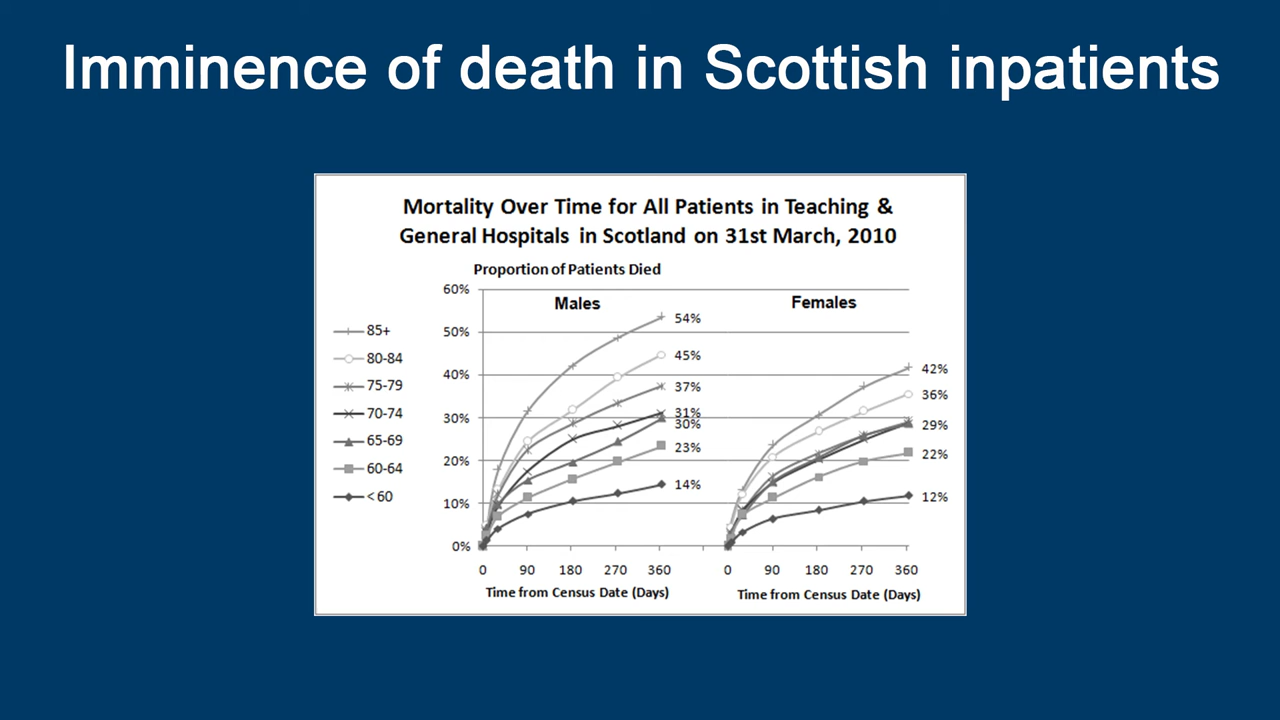 Imminence of death in Scottish inpatients
Mortality Over Time for All Patients in Teaching &
General Hospitals in Scotland on 31st March, 2010
Proportion of Patients Died
85+
80-84
75-79
70-74
65-69
60-64
<60
60%
50%
40%
30%
20%
10%
0%
Males
54%
45%
37%
31%
30%
23%
14%
0 90 180 270 360
Time from Census Date (Days)
Females
42%
36%
29%
22%
12%
0 90 180 270 360
Time from Census Date (Days)